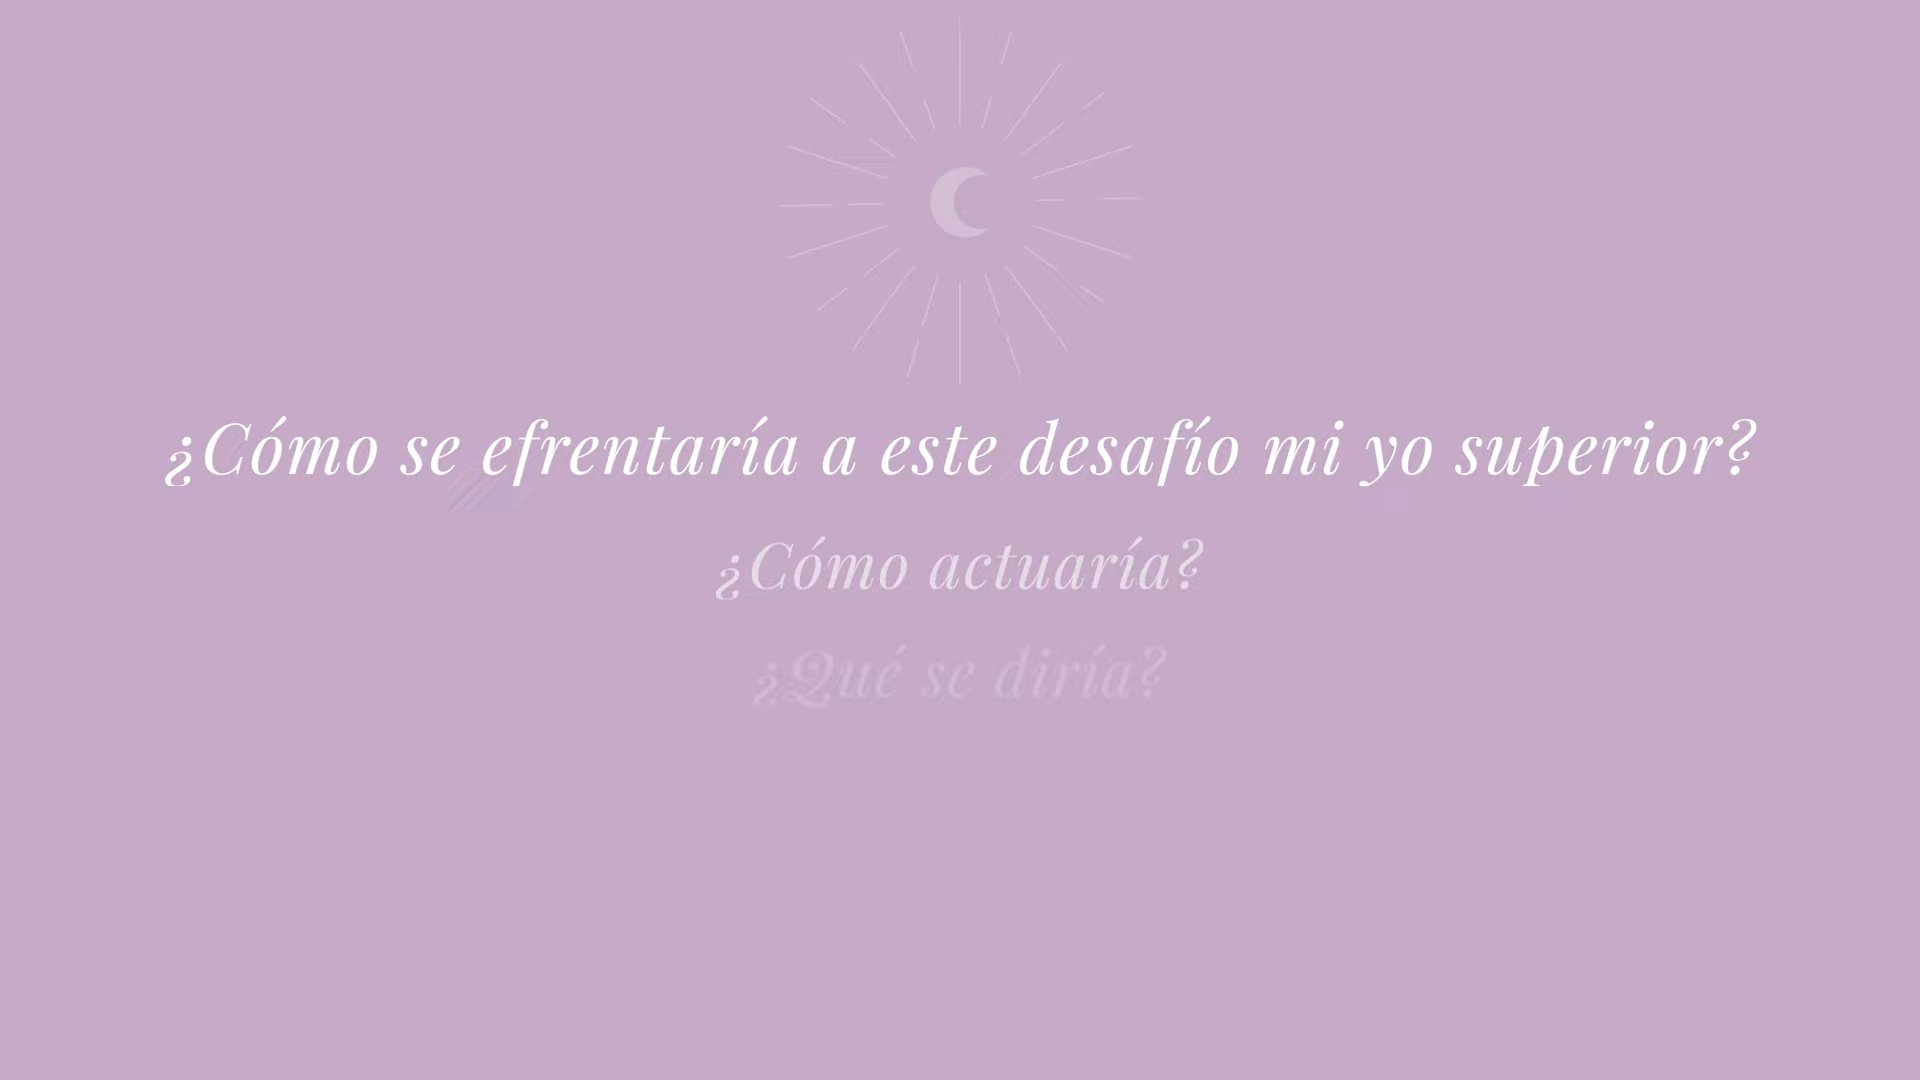 ¿Cómo se efrentaría a este desafío mi yo superior?
¿Cómo actuaría?
¿Qué se diría?